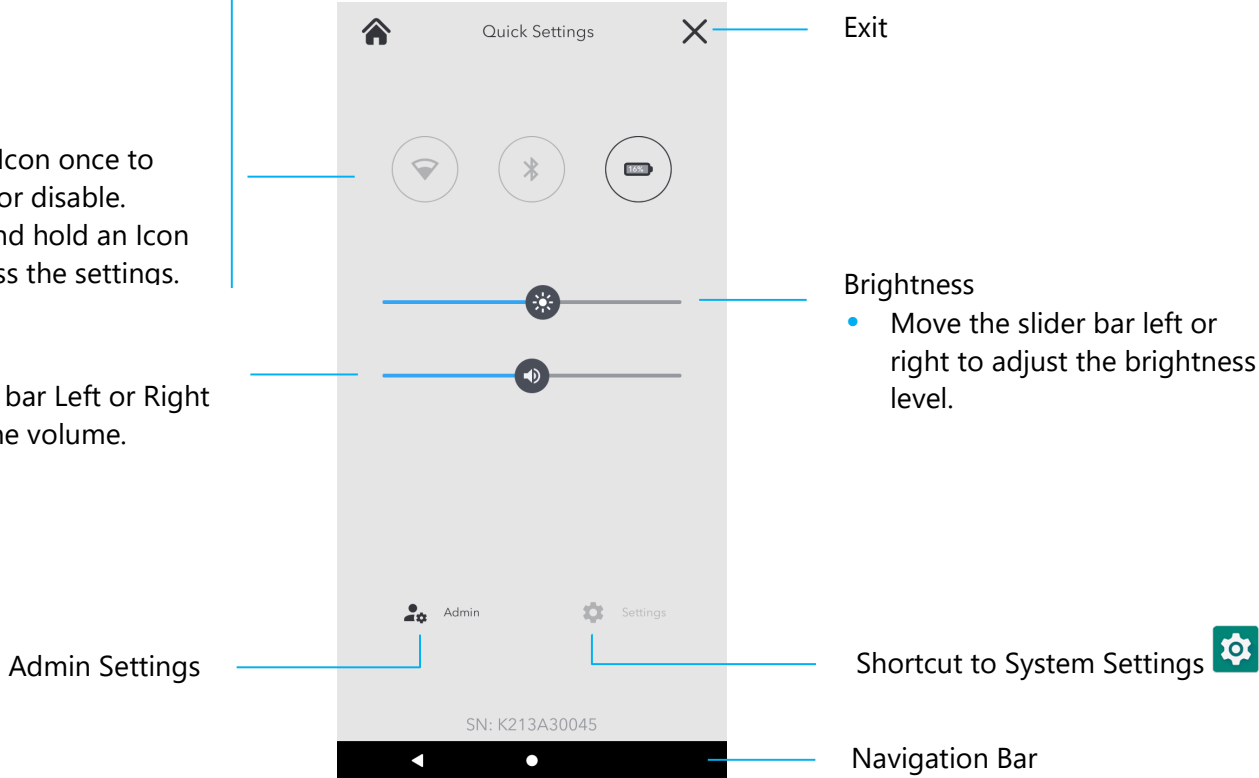 Quick Settings
Exit
Icon once to
or disable.
nd hold an Icon
ss the settings.
16%
Brightness
• Move the slider bar left or
right to adjust the brightness
level.
bar Left or Right
he volume.
Admin
Settings
Admin Settings
Shortcut to System Settings
SN: K213A30045
Navigation Bar